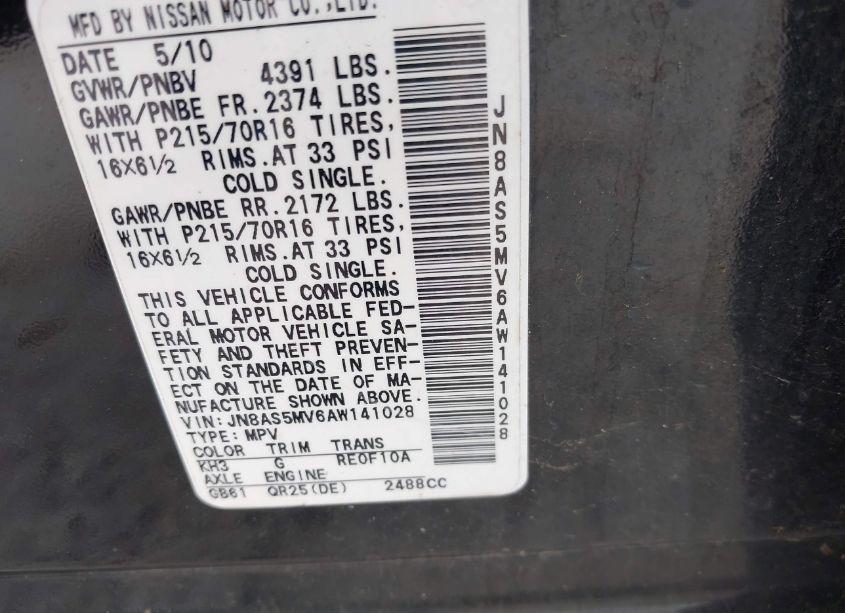 MFD BY NISSAN MOTOR CO.,LTD.
DATE 5/10
GVWR/PNBV 4391 LBS.
GAWR/PNBE FR.2374 LBS.
WITH P215/70R16 TIRES,
16X6½ RIMS.AT 33 PSI
COLD SINGLE.
GAWR/PNBE RR.2172 LBS.
WITH P215/70R16 TIRES,
16X6½ RIMS.AT 33 PSI
COLD SINGLE.
THIS VEHICLE CONFORMS
TO ALL APPLICABLE FED-
ERAL MOTOR VEHICLE SA-
FETY AND THEFT PREVEN-
TION STANDARDS IN EFF-
ECT ON THE DATE OF MA-
NUFACTURE SHOWN ABOVE.
VIN:JN8AS5MV6AW141028
TYPE:MPV
COLOR TRIM TRANS
KH3 G RE0F10A
AXLE ENGINE
GB61 QR25(DE) 2488CC
JN8AS5MV6AW141028